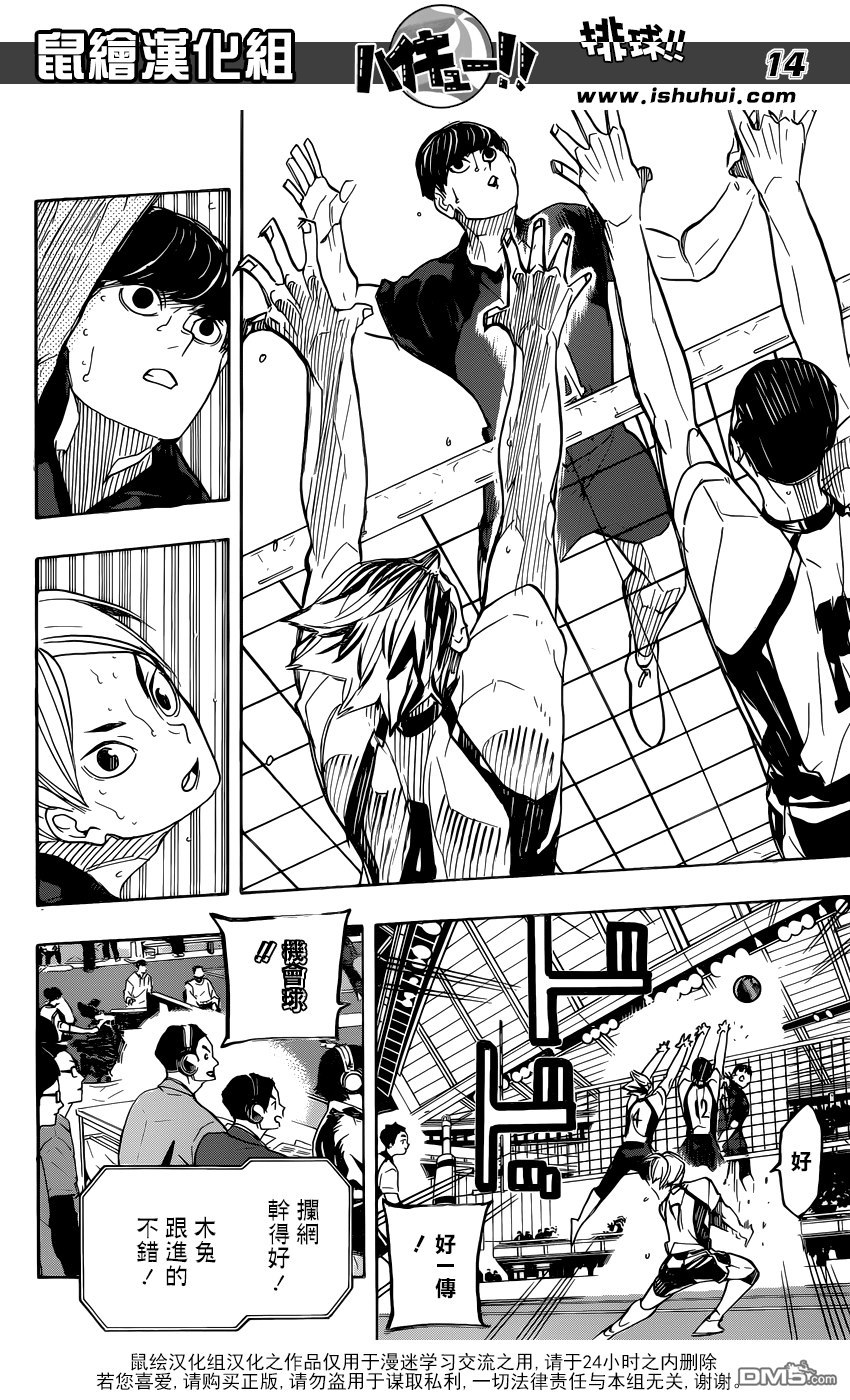 鼠繪漢化組
ハイキュー!!
排球!!
14
www.ishuhui.com
機會球
!!
攔網
幹得好！
木兔
跟進的
不錯！
好
好一傳
12
鼠绘汉化组汉化之作品仅用于漫迷学习交流之用, 请于24小时之内删除
若您喜爱, 请购买正版, 请勿盗用于谋取私利, 一切法律责任与本组无关, 谢谢.
DM5.com